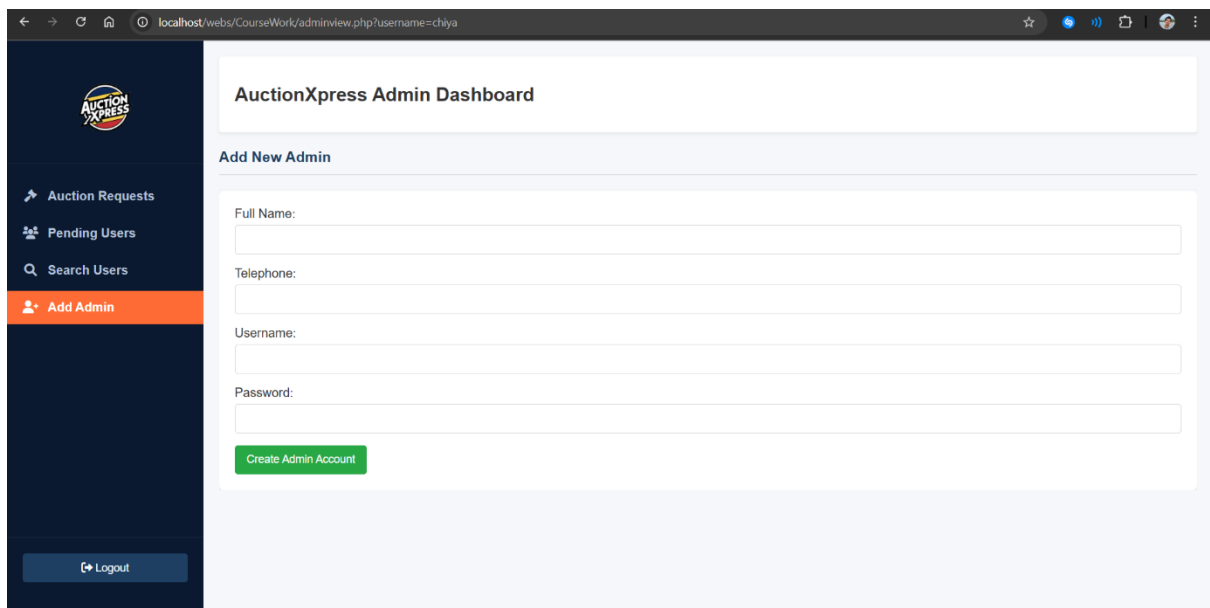 localhost/webs/CourseWork/adminview.php?username=chiya
AUCTION
XPRESS
Auction Requests
Pending Users
Search Users
Add Admin
Logout
AuctionXpress Admin Dashboard
Add New Admin
Full Name:
Telephone:
Username:
Password:
Create Admin Account